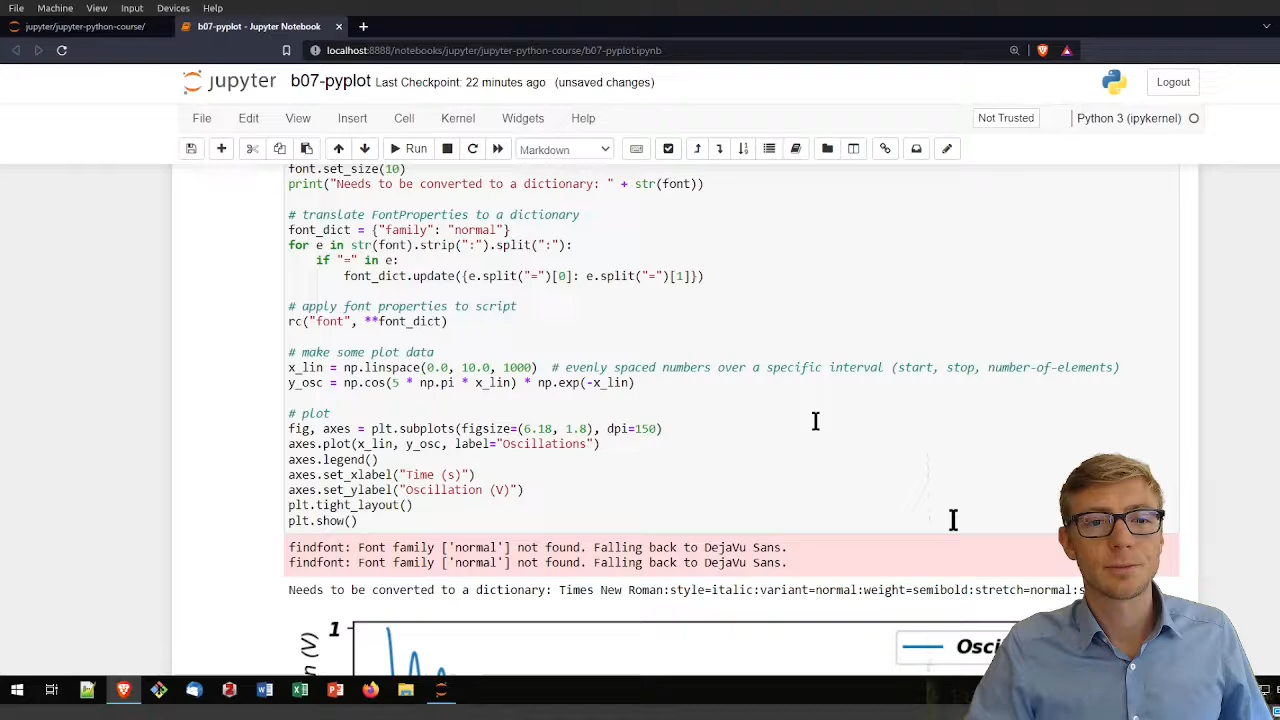 File Machine View Input Devices Help
jupyter/jupyter-python-course/
b07-pyplot - Jupyter Notebook
localhost:8888/notebooks/jupyter/jupyter-python-course/b07-pyplot.ipynb
jupyter b07-pyplot Last Checkpoint: 22 minutes ago (unsaved changes)
Logout
File Edit View Insert Cell Kernel Widgets Help
Not Trusted
Python 3 (ipykernel)
Run
Markdown
font.set_size(10)
print("Needs to be converted to a dictionary: " + str(font))
# translate FontProperties to a dictionary
font_dict = {"family": "normal"}
for e in str(font).strip(":").split(":"):
if "=" in e:
font_dict.update({e.split("=")[0]: e.split("=")[1]})
# apply font properties to script
rc("font", **font_dict)
# make some plot data
x_lin = np.linspace(0.0, 10.0, 1000)  # evenly spaced numbers over a specific interval (start, stop, number-of-elements)
y_osc = np.cos(5 * np.pi * x_lin) * np.exp(-x_lin)
# plot
fig, axes = plt.subplots(figsize=(6.18, 1.8), dpi=150)
axes.plot(x_lin, y_osc, label="Oscillations")
axes.legend()
axes.set_xlabel("Time (s)")
axes.set_ylabel("Oscillation (V)")
plt.tight_layout()
plt.show()
findfont: Font family ['normal'] not found. Falling back to DejaVu Sans.
findfont: Font family ['normal'] not found. Falling back to DejaVu Sans.
Needs to be converted to a dictionary: Times New Roman:style=italic:variant=normal:weight=semibold:stretch=normal:s
1
n (V)
Osci